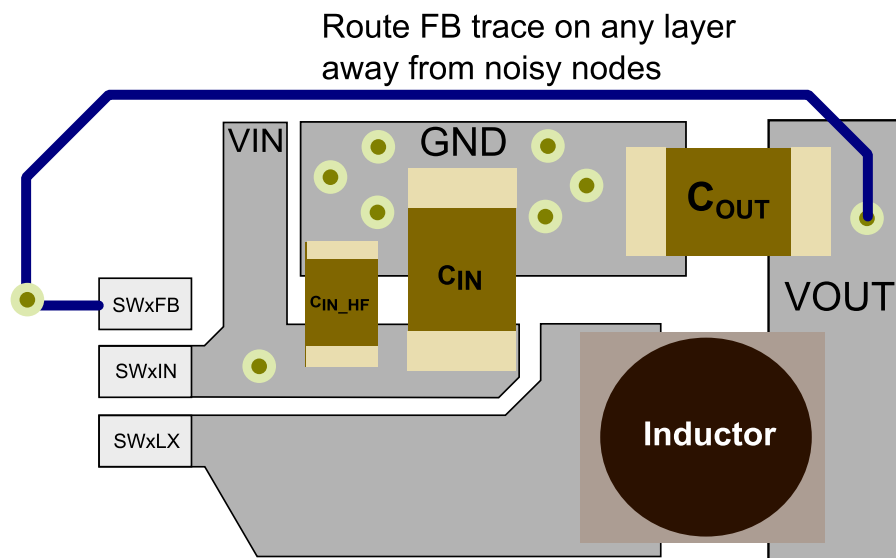 Route FB trace on any layer
away from noisy nodes
VIN
GND
COUT
CIN
CIN_HF
VOUT
SWxFB
SWxIN
SWxLX
Inductor